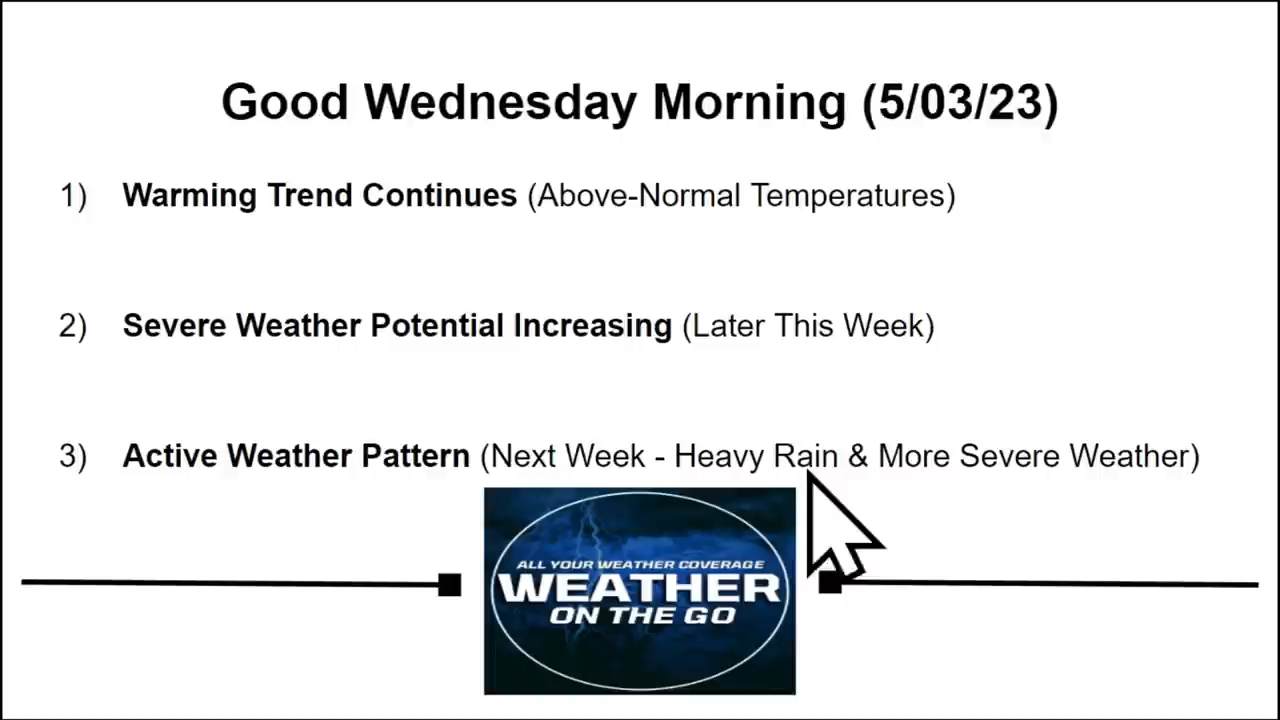 Good Wednesday Morning (5/03/23)
1) Warming Trend Continues (Above-Normal Temperatures)
2) Severe Weather Potential Increasing (Later This Week)
3) Active Weather Pattern (Next Week - Heavy Rain & More Severe Weather)
ALL YOUR WEATHER COVERAGE
WEATHER
ON THE GO